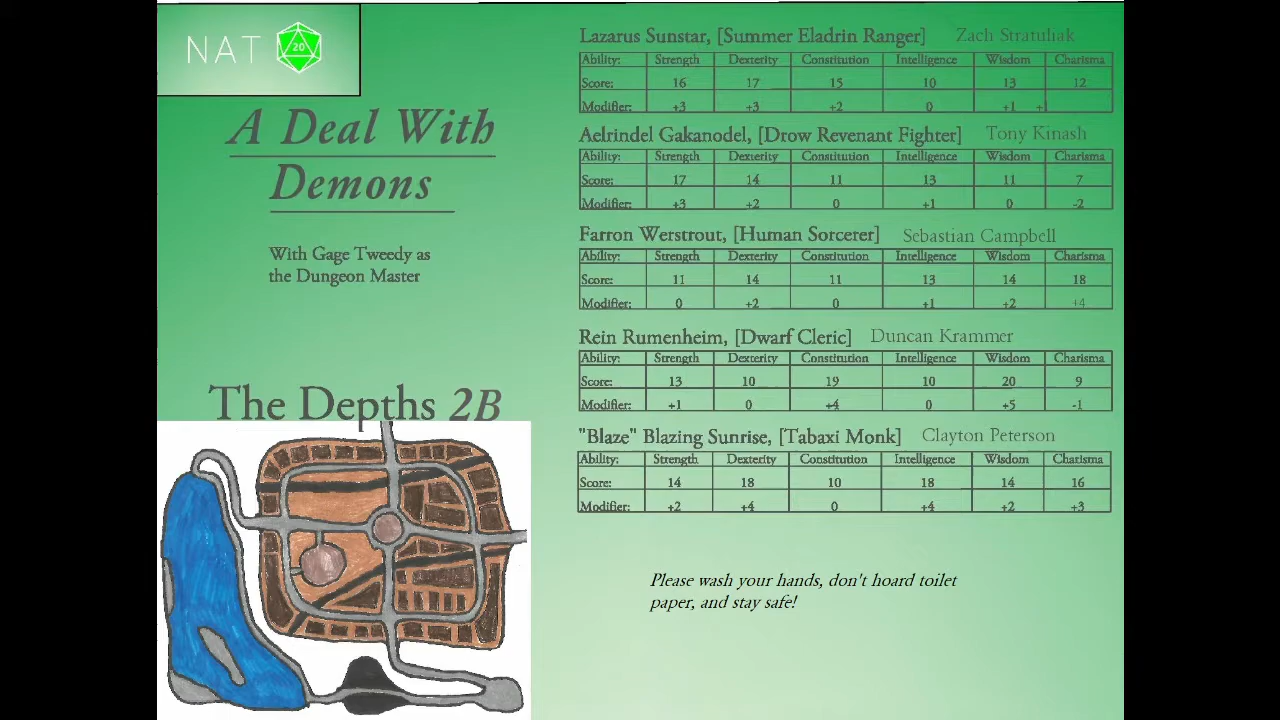 NAT 20
A Deal With
Demons
With Gage Tweedy as
the Dungeon Master
The Depths 2B
Lazarus Sunstar, [Summer Eladrin Ranger] Zach Stratuliak
Ability: Strength Dexterity Constitution Intelligence Wisdom Charisma
Score: 16 17 15 10 13 12
Modifier: +3 +3 +2 0 +1 +1
Aelrindel Gakanodel, [Drow Revenant Fighter] Tony Kinash
Ability: Strength Dexterity Constitution Intelligence Wisdom Charisma
Score: 17 14 11 13 11 7
Modifier: +3 +2 0 +1 0 -2
Farron Werstrout, [Human Sorcerer] Sebastian Campbell
Ability: Strength Dexterity Constitution Intelligence Wisdom Charisma
Score: 11 14 11 13 14 18
Modifier: 0 +2 0 +1 +2 +4
Rein Rumenheim, [Dwarf Cleric] Duncan Krammer
Ability: Strength Dexterity Constitution Intelligence Wisdom Charisma
Score: 13 10 19 10 20 9
Modifier: +1 0 +4 0 +5 -1
"Blaze" Blazing Sunrise, [Tabaxi Monk] Clayton Peterson
Ability: Strength Dexterity Constitution Intelligence Wisdom Charisma
Score: 14 18 10 18 14 16
Modifier: +2 +4 0 +4 +2 +3
Please wash your hands, don't hoard toilet
paper, and stay safe!